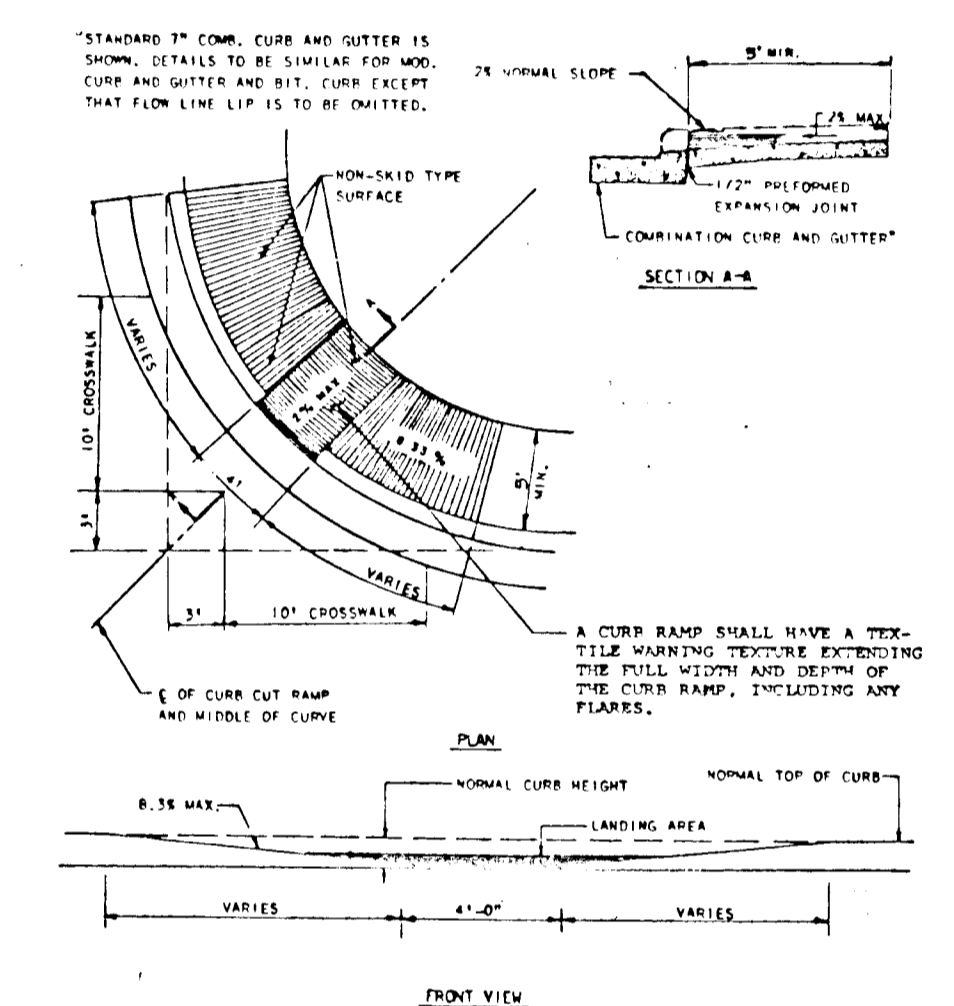 "STANDARD 7" COMB. CURB AND GUTTER IS
SHOWN. DETAILS TO BE SIMILAR FOR MOD.
CURB AND GUTTER AND BIT. CURB EXCEPT
THAT FLOW LINE LIP IS TO BE OMITTED.
5' MIN.
2% NORMAL SLOPE
2% MAX
1/2" PREFORMED
EXPANSION JOINT
COMBINATION CURB AND GUTTER"
SECTION A-A
NON-SKID TYPE
SURFACE
A
VARIES
10' CROSSWALK
2% MAX
8.33%
5'
MIN.
4'
3'
VARIES
3'
10' CROSSWALK
A CURB RAMP SHALL HAVE A TEX-
TILE WARNING TEXTURE EXTENDING
THE FULL WIDTH AND DEPTH OF
THE CURB RAMP, INCLUDING ANY
FLARES.
℄ OF CURB CUT RAMP
AND MIDDLE OF CURVE
PLAN
NORMAL CURB HEIGHT
NORMAL TOP OF CURB
8.3% MAX.
LANDING AREA
VARIES
4'-0"
VARIES
FRONT VIEW